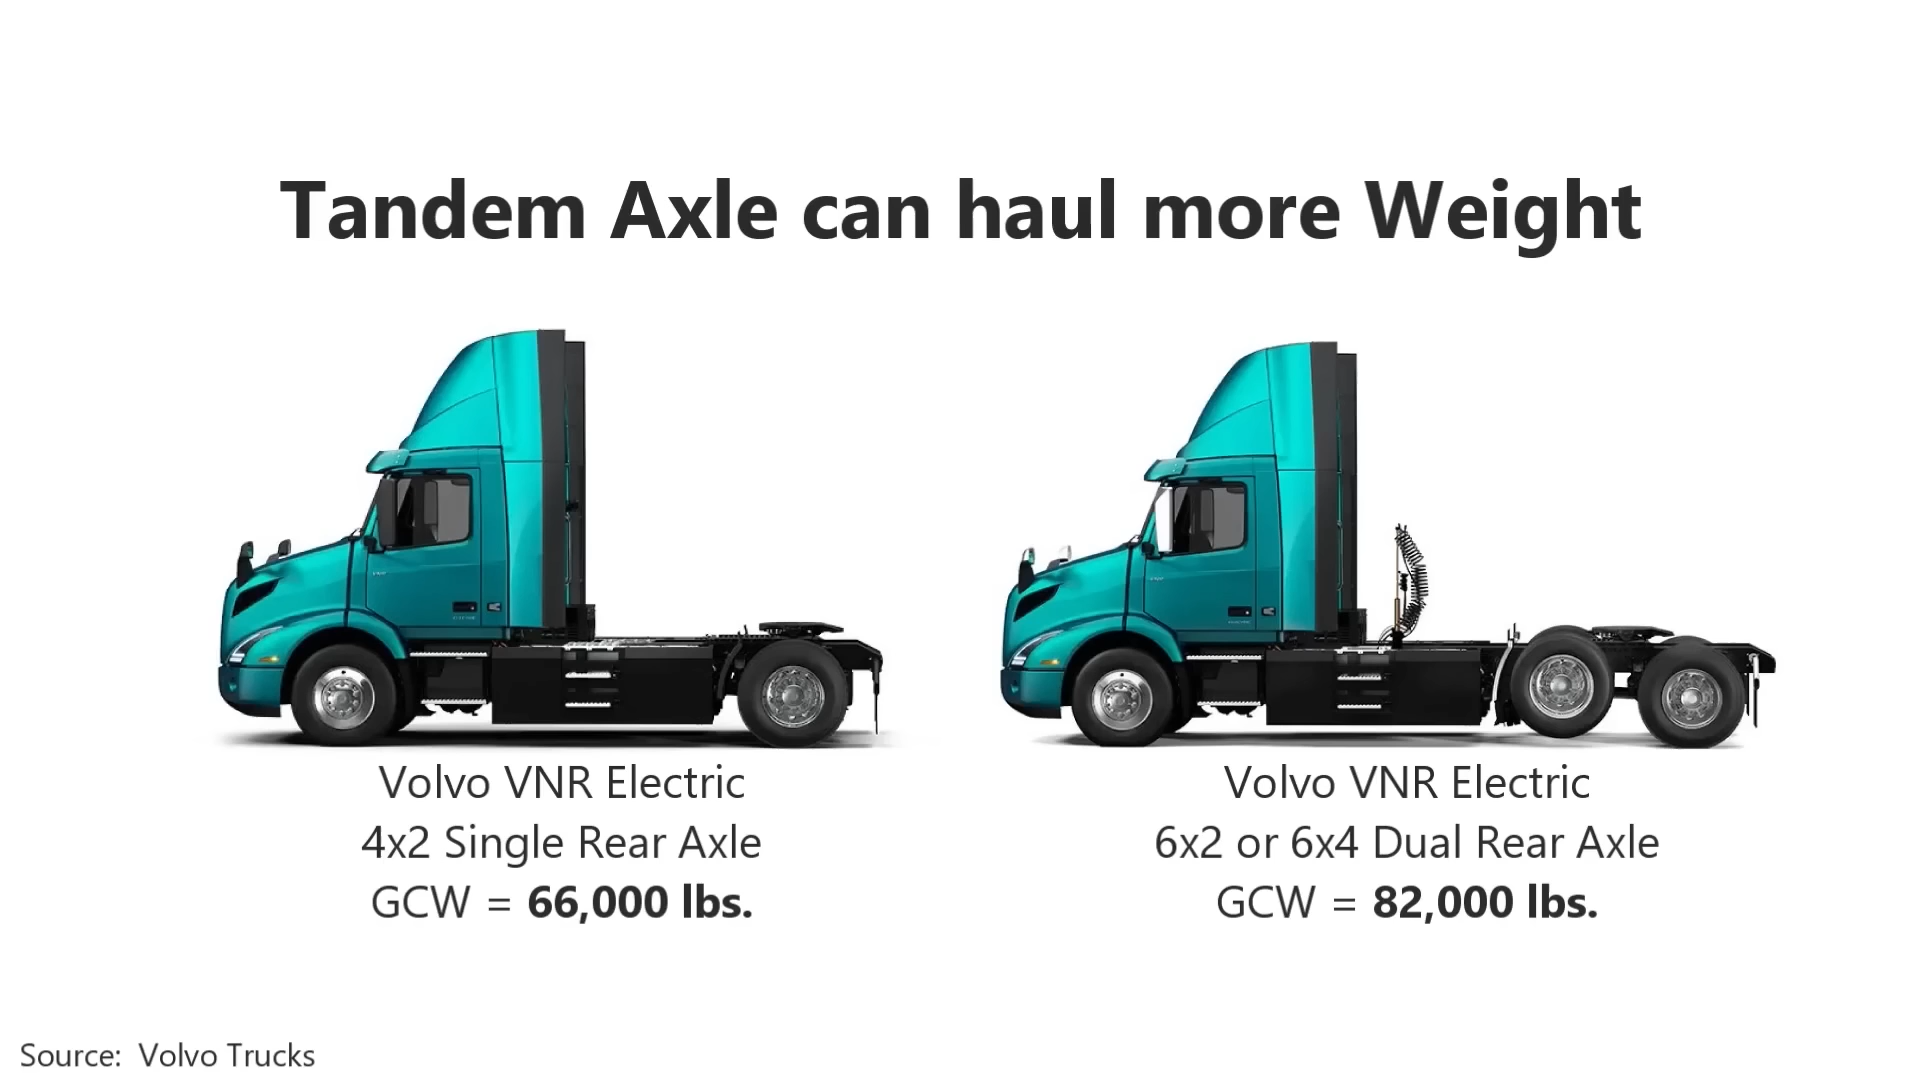 Tandem Axle can haul more Weight
Volvo VNR Electric
4x2 Single Rear Axle
GCW = 66,000 lbs.
Volvo VNR Electric
6x2 or 6x4 Dual Rear Axle
GCW = 82,000 lbs.
Source: Volvo Trucks